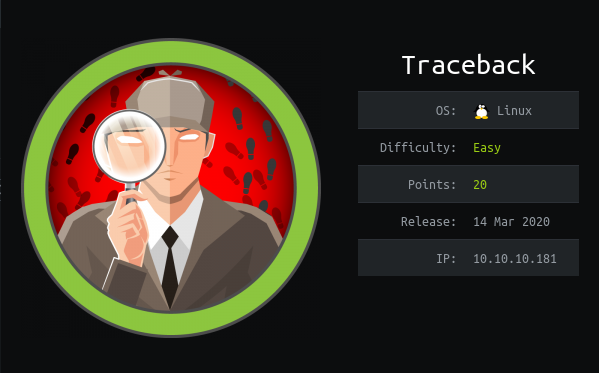 Traceback
OS: Linux
Difficulty: Easy
Points: 20
Release: 14 Mar 2020
IP: 10.10.10.181